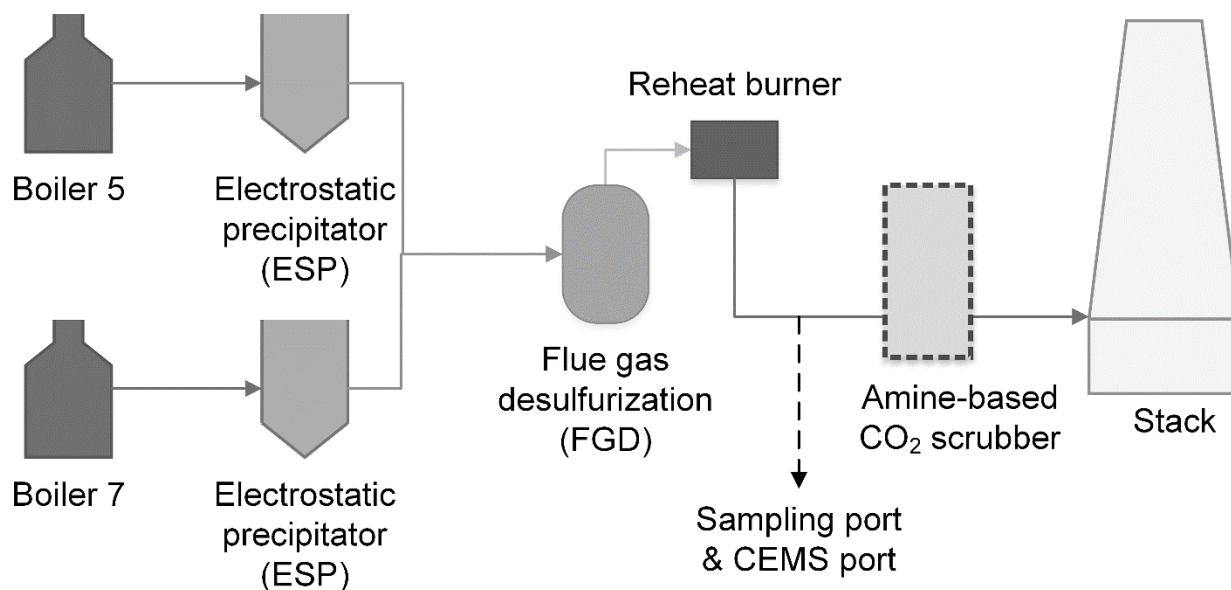 Reheat burner
Boiler 5
Electrostatic
precipitator
(ESP)
Flue gas
desulfurization
(FGD)
Amine-based
CO₂ scrubber
Stack
Boiler 7
Electrostatic
precipitator
(ESP)
Sampling port
& CEMS port